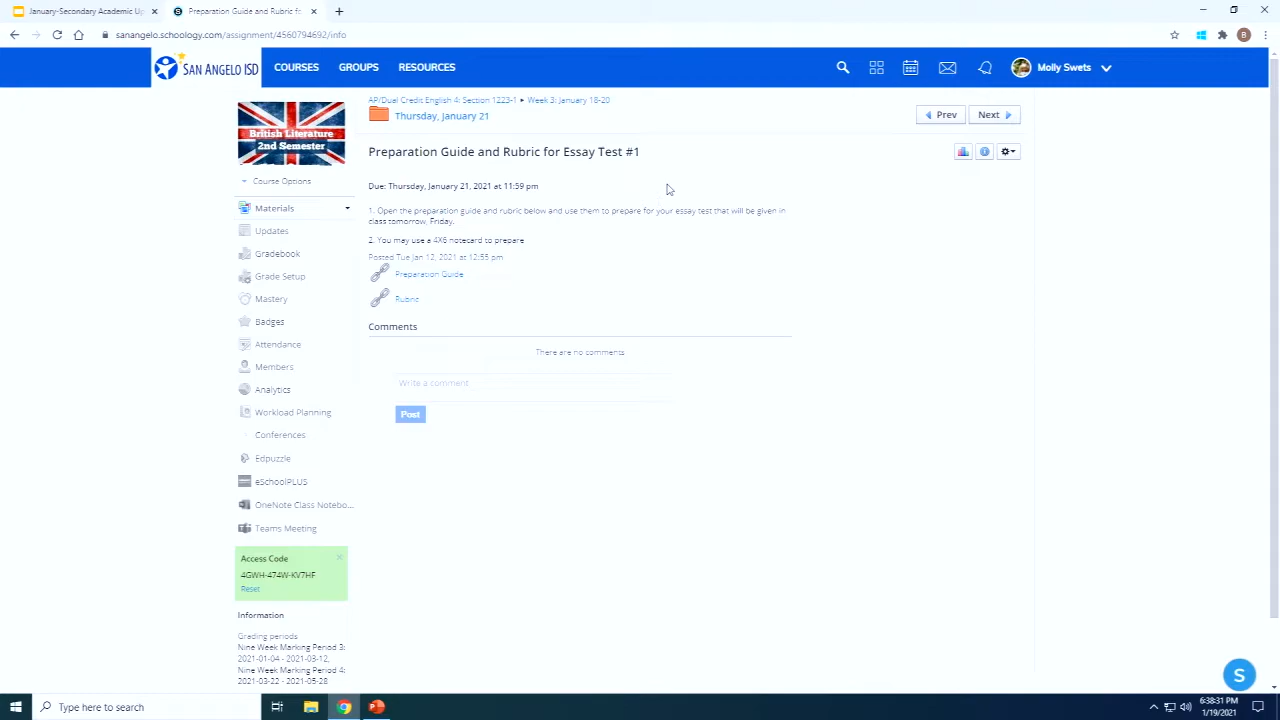 January-Secondary Academic Up
Preparation Guide and Rubric fo
sanangelo.schoology.com/assignment/4560794692/info
B
SAN ANGELO ISD
COURSES
GROUPS
RESOURCES
Molly Swets
British Literature
2nd Semester
AP/Dual Credit English 4: Section 1223-1 ▸ Week 3: January 18-20
Thursday, January 21
Prev
Next
Preparation Guide and Rubric for Essay Test #1
Course Options
Due: Thursday, January 21, 2021 at 11:59 pm
1. Open the preparation guide and rubric below and use them to prepare for your essay test that will be given in
class tomorrow, Friday.
2. You may use a 4X6 notecard to prepare
Posted Tue Jan 12, 2021 at 12:55 pm
Preparation Guide
Rubric
Comments
There are no comments
Write a comment
Post
Materials
Updates
Gradebook
Grade Setup
Mastery
Badges
Attendance
Members
Analytics
Workload Planning
Conferences
Edpuzzle
eSchoolPLUS
OneNote Class Notebo...
Teams Meeting
Access Code
4GWH-474W-KV7HF
Reset
Information
Grading periods
Nine Week Marking Period 3:
2021-01-04 - 2021-03-12,
Nine Week Marking Period 4:
2021-03-22 - 2021-05-28
S
Type here to search
6:38:31 PM
1/19/2021